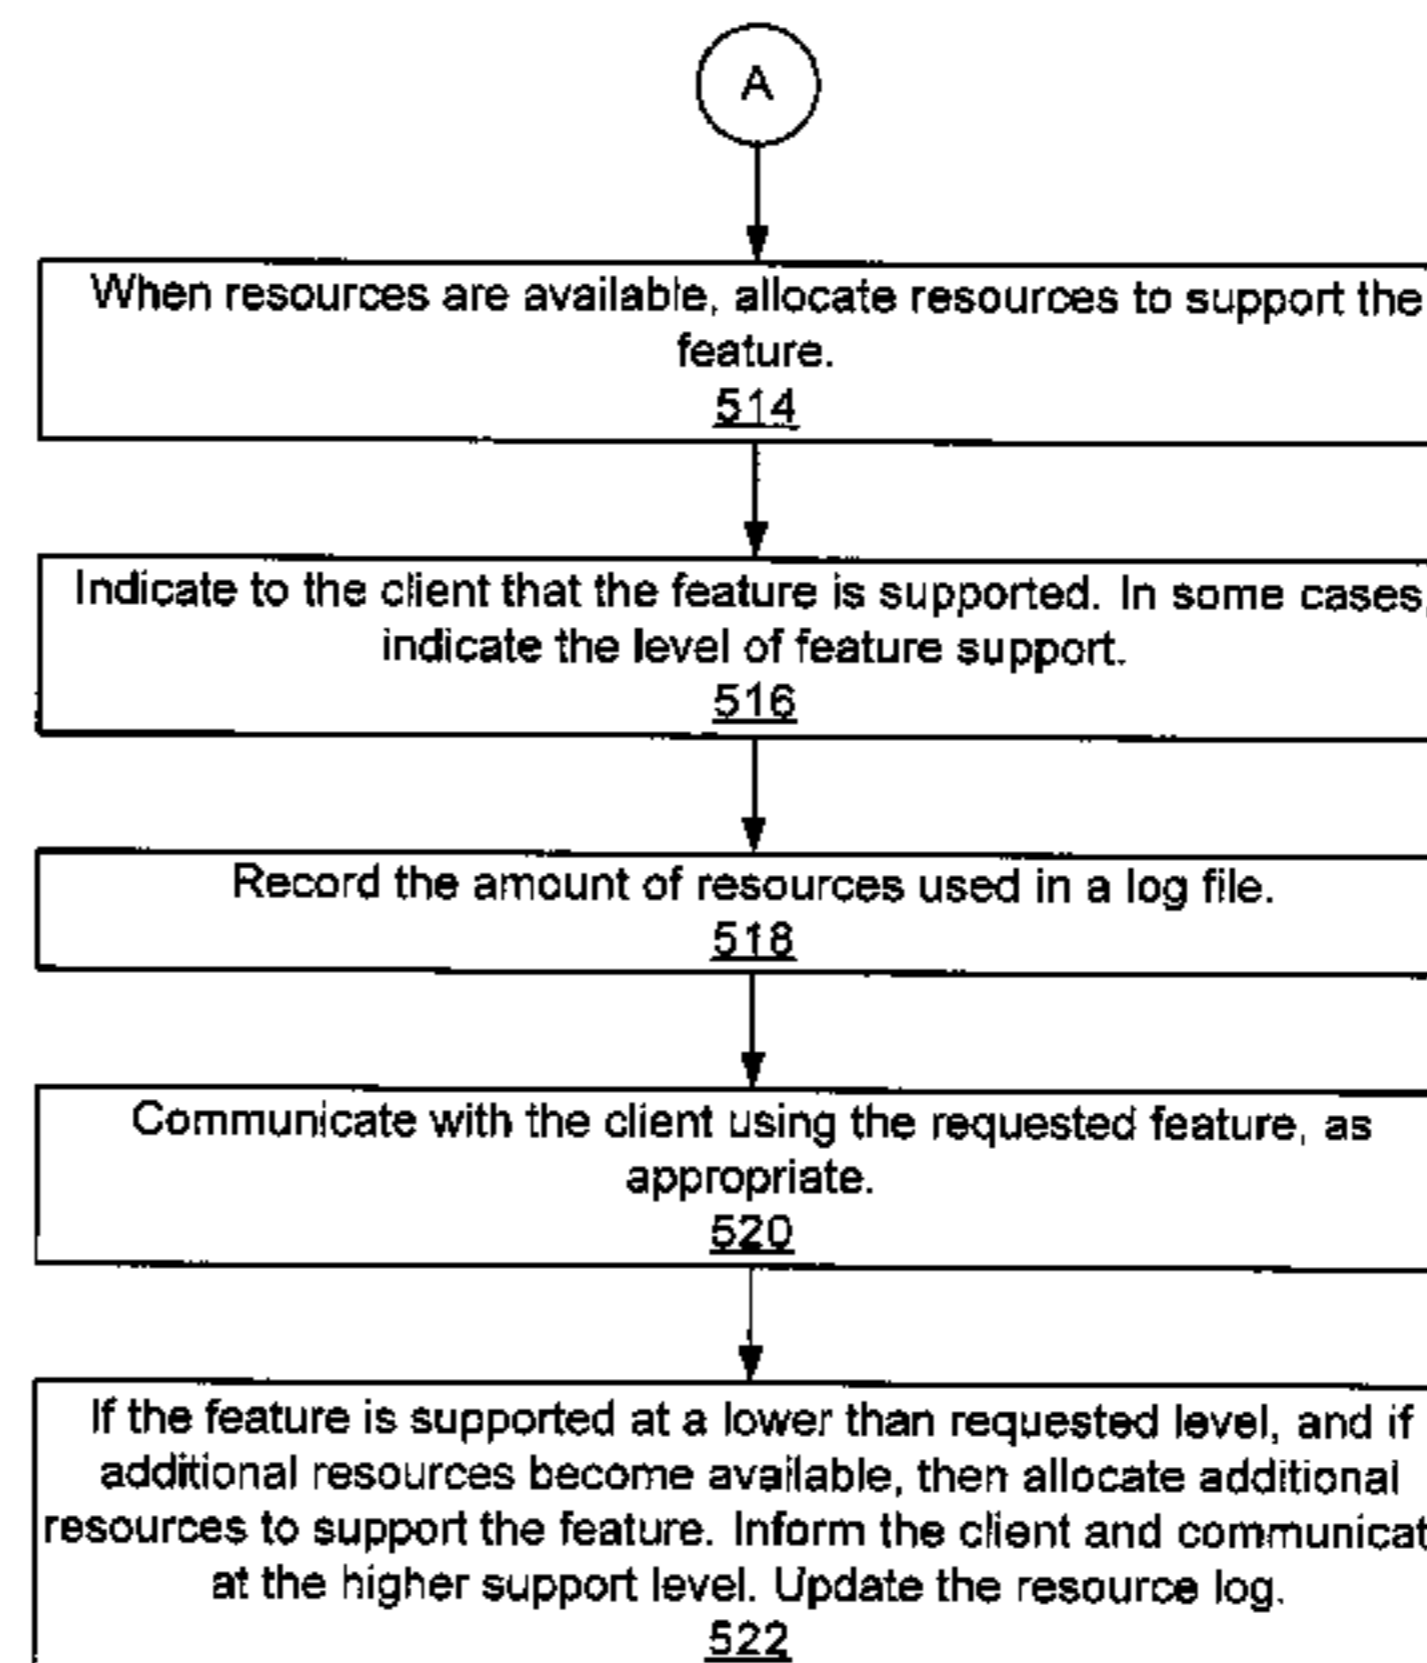 A
When resources are available, allocate resources to support the
feature.
514
Indicate to the client that the feature is supported. In some cases,
indicate the level of feature support.
516
Record the amount of resources used in a log file.
518
Communicate with the client using the requested feature, as
appropriate.
520
If the feature is supported at a lower than requested level, and if
additional resources become available, then allocate additional
resources to support the feature. Inform the client and communicat
at the higher support level. Update the resource log.
522